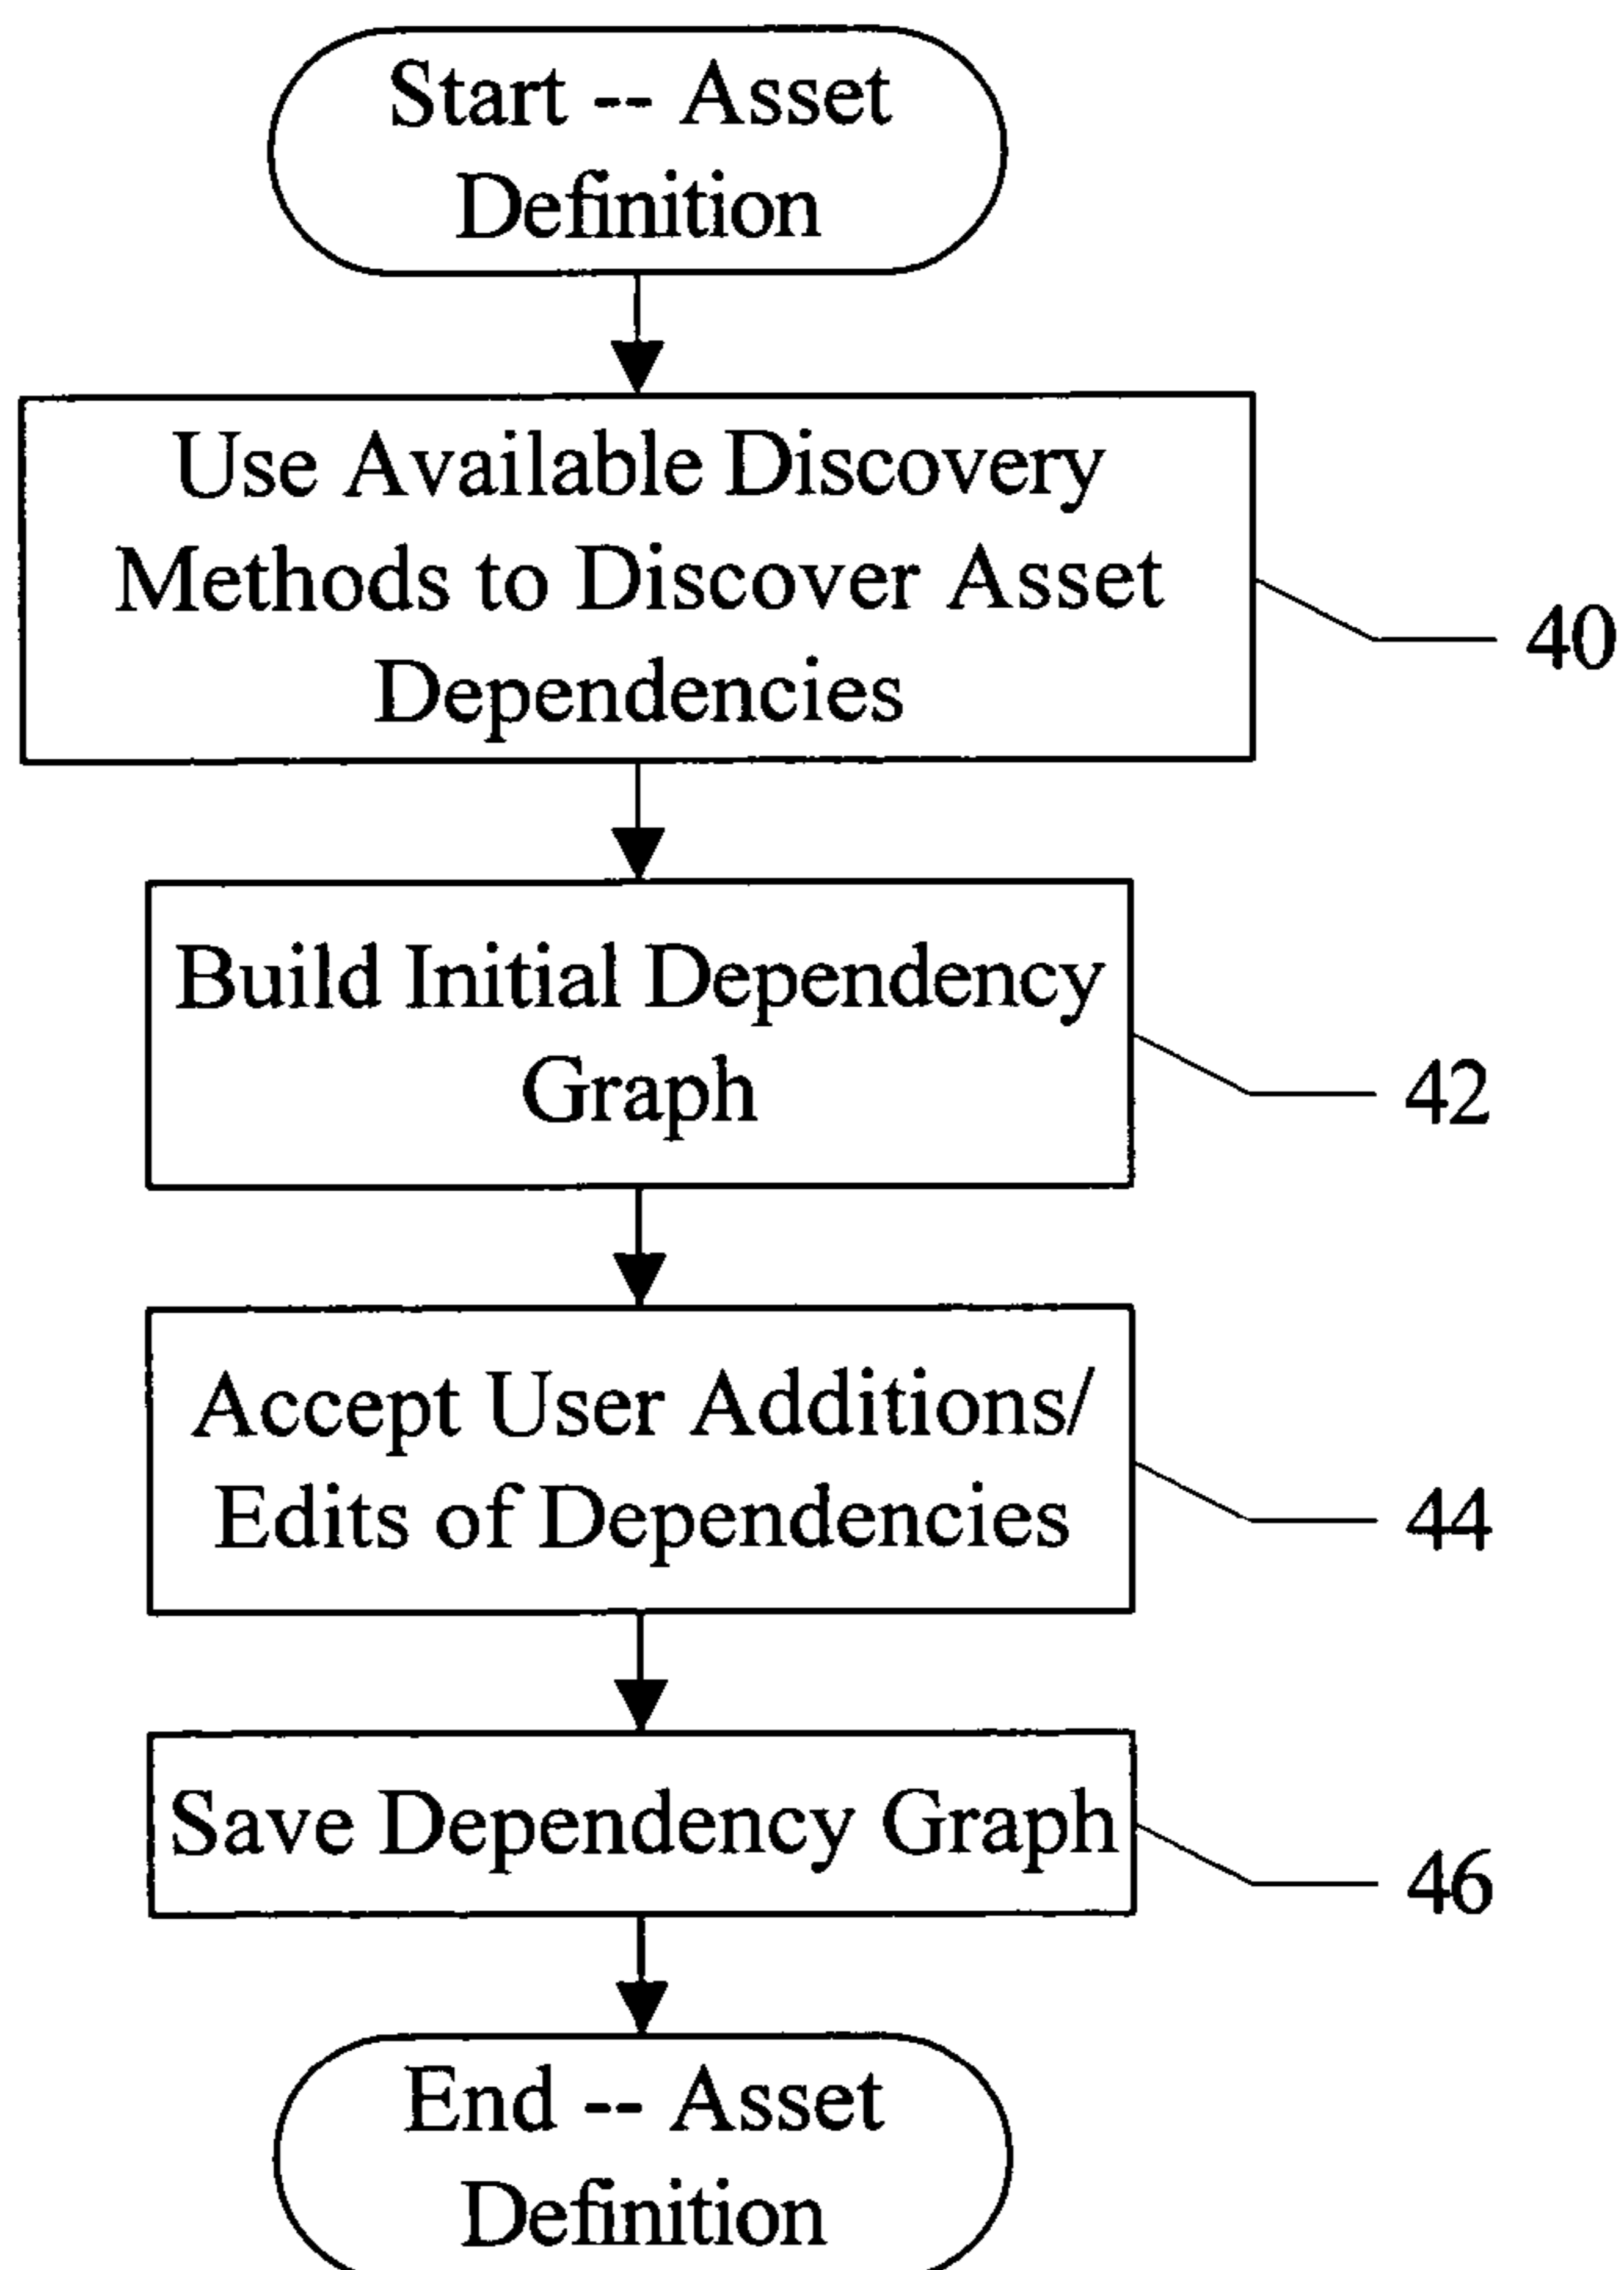 Start -- Asset
Definition
Use Available Discovery
Methods to Discover Asset
Dependencies
40
Build Initial Dependency
Graph
42
Accept User Additions/
Edits of Dependencies
44
Save Dependency Graph
46
End -- Asset
Definition